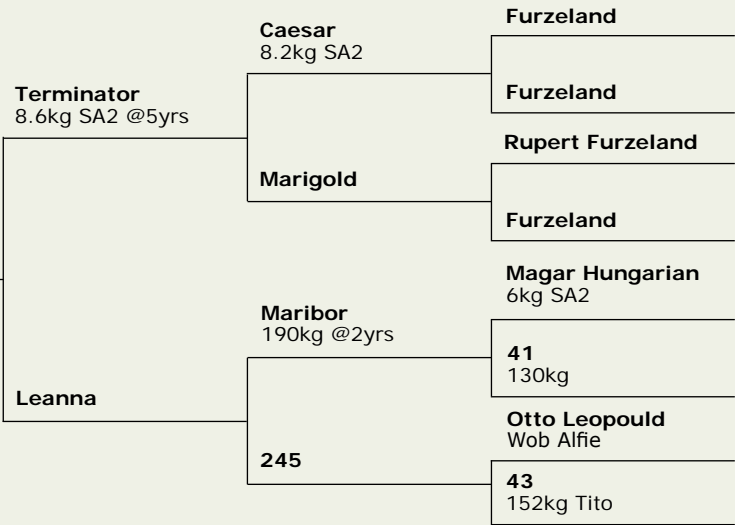 Terminator
8.6kg SA2 @5yrs
Leanna
Caesar
8.2kg SA2
Marigold
Maribor
190kg @2yrs
245
Furzeland
Furzeland
Rupert Furzeland
Furzeland
Magar Hungarian
6kg SA2
41
130kg
Otto Leopould
Wob Alfie
43
152kg Tito